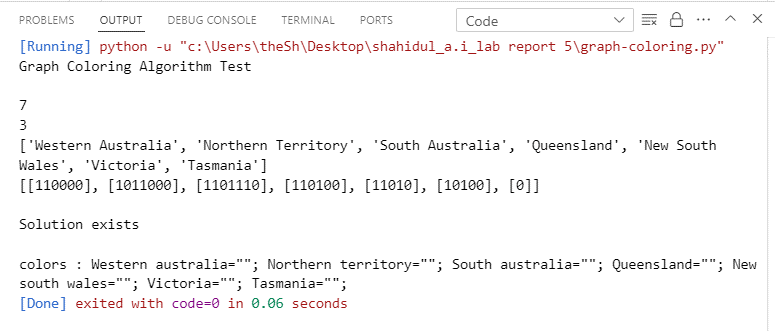 PROBLEMS OUTPUT DEBUG CONSOLE TERMINAL PORTS Code
[Running] python -u "c:\Users\theSh\Desktop\shahidul_a.i_lab report 5\graph-coloring.py"
Graph Coloring Algorithm Test
7
3
['Western Australia', 'Northern Territory', 'South Australia', 'Queensland', 'New South
Wales', 'Victoria', 'Tasmania']
[[110000], [1011000], [1101110], [110100], [11010], [10100], [0]]
Solution exists
colors : Western australia=""; Northern territory=""; South australia=""; Queensland=""; New
south wales=""; Victoria=""; Tasmania="";
[Done] exited with code=0 in 0.06 seconds